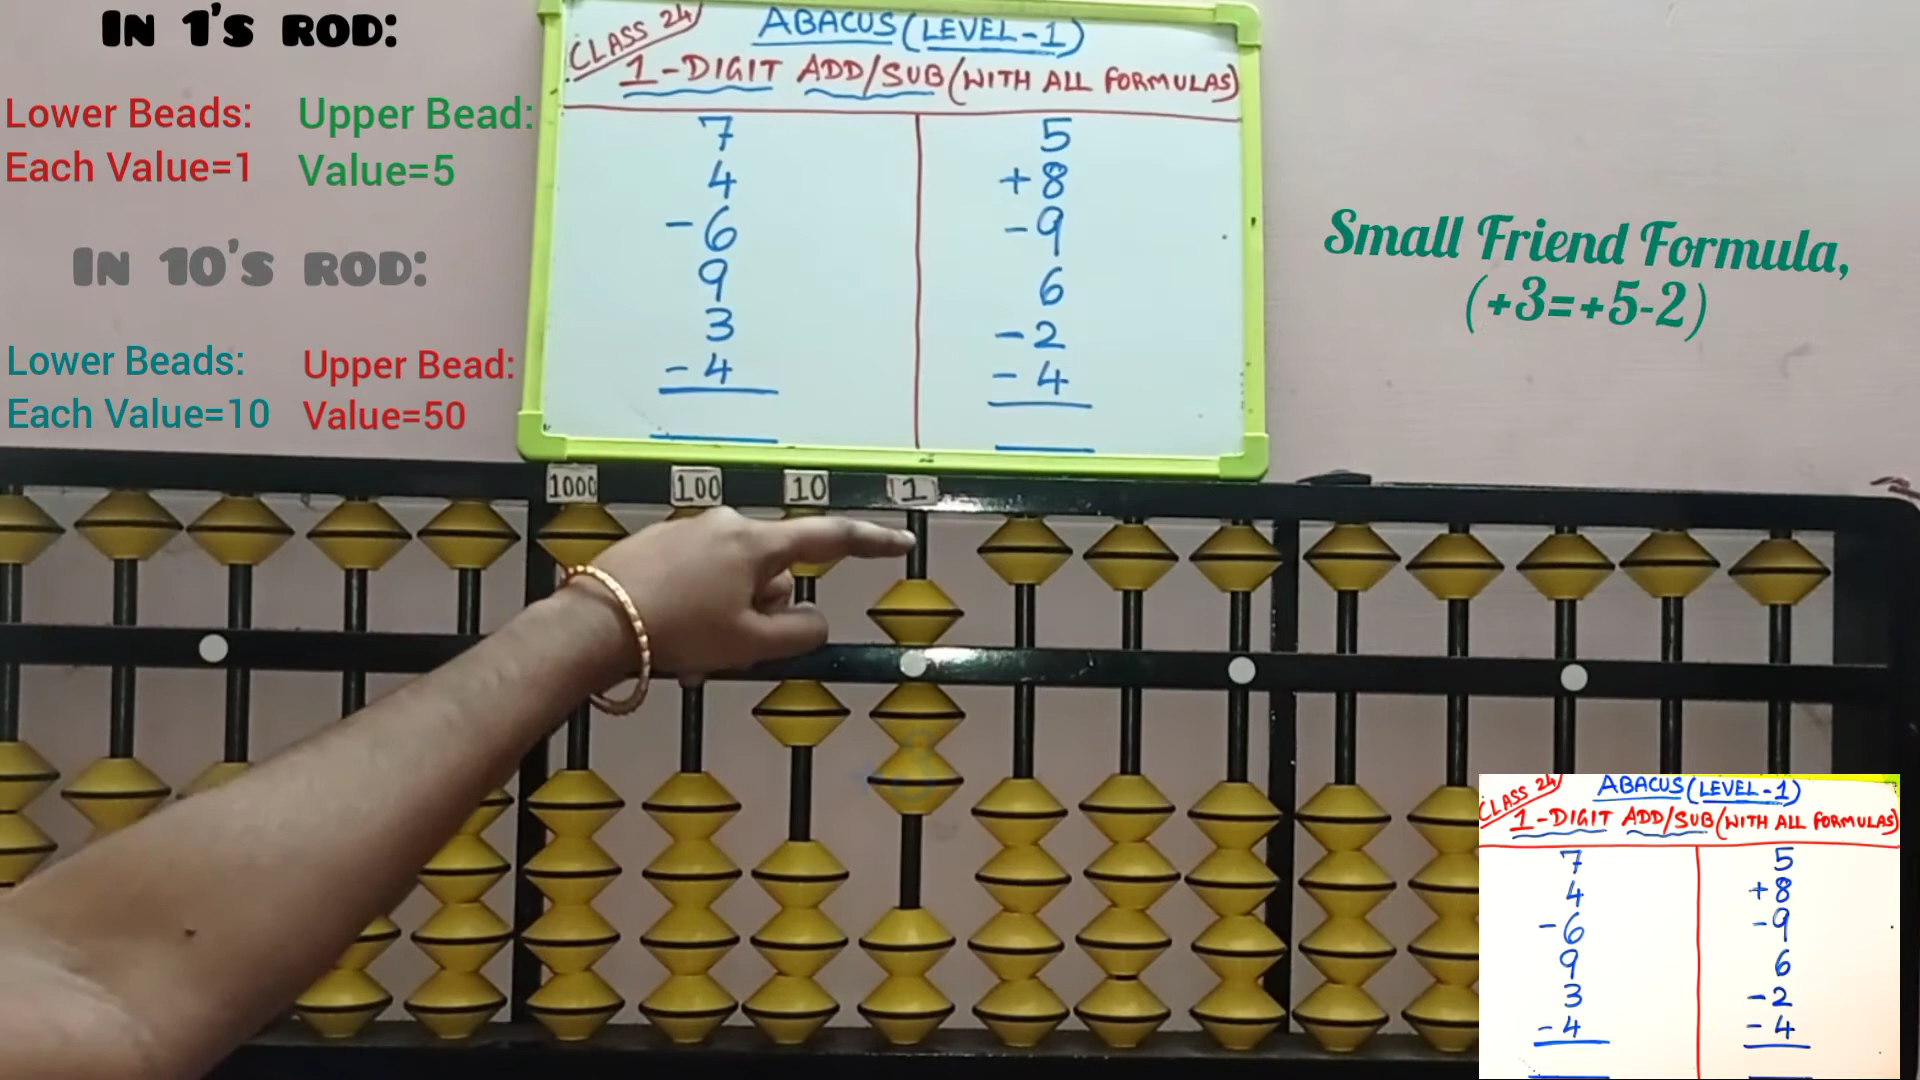 In 1's rod:
Lower Beads:
Each Value=1
Upper Bead:
Value=5
In 10's rod:
Lower Beads:
Each Value=10
Upper Bead:
Value=50
CLASS 24
ABACUS (LEVEL-1)
1-DIGIT ADD/SUB (WITH ALL FORMULAS)
7
4
-6
9
3
-4
5
+8
-9
6
-2
-4
Small Friend Formula,
(+3=+5-2)
1000 100 10 1
CLASS 24
ABACUS (LEVEL-1)
1-DIGIT ADD/SUB (WITH ALL FORMULAS)
7
4
-6
9
3
-4
5
+8
-9
6
-2
-4